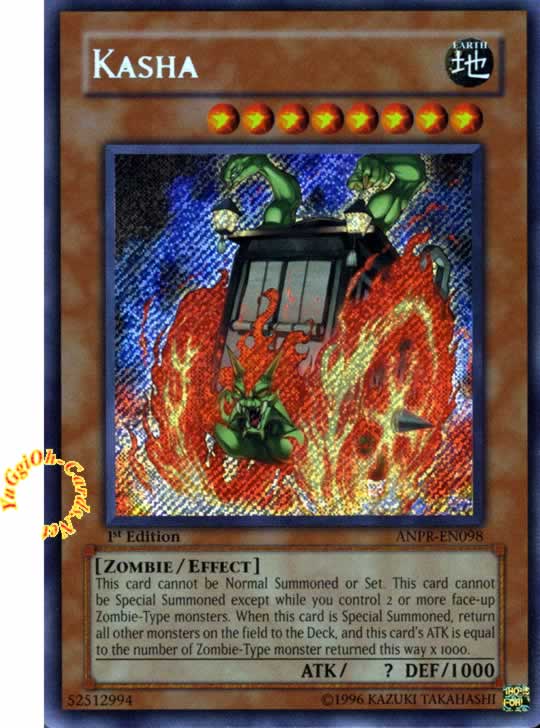 KASHA
EARTH
地
YuGgiOh-Cards.Net
1st Edition
ANPR-EN098
[ZOMBIE/EFFECT]
This card cannot be Normal Summoned or Set. This card cannot
be Special Summoned except while you control 2 or more face-up
Zombie-Type monsters. When this card is Special Summoned, return
all other monsters on the field to the Deck, and this card's ATK is equal
to the number of Zombie-Type monster returned this way x 1000.
ATK/ ? DEF/1000
52512994
©1996 KAZUKI TAKAHASHI